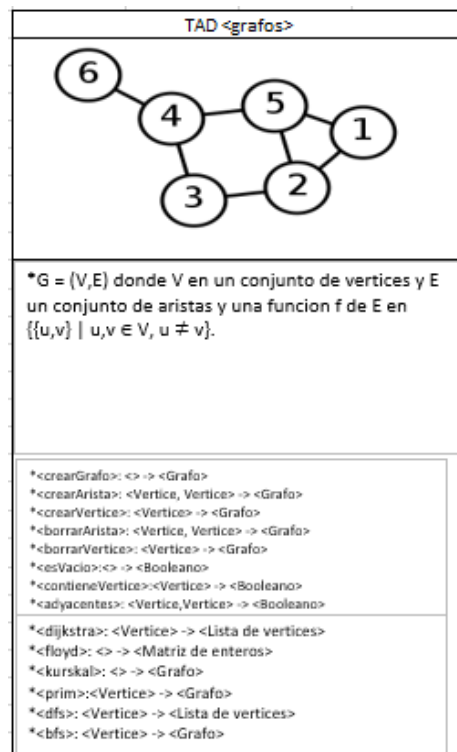 TAD <grafos>
6
5
4
1
2
3
*G = (V,E) donde V en un conjunto de vertices y E
un conjunto de aristas y una funcion f de E en
{{u,v} | u,v ∈ V, u ≠ v}.
*<crearGrafo>: <> -> <Grafo>
*<crearArista>: <Vertice, Vertice> -> <Grafo>
*<crearVertice>: <Vertice> -> <Grafo>
*<borrarArista>: <Vertice, Vertice> -> <Grafo>
*<borrarVertice>: <Vertice> -> <Grafo>
*<esVacio>:<> -> <Booleano>
*<contieneVertice>:<Vertice> -> <Booleano>
*<adyacentes>: <Vertice,Vertice> -> <Booleano>
*<dijkstra>: <Vertice> -> <Lista de vertices>
*<floyd>: <> -> <Matriz de enteros>
*<kurskal>: <> -> <Grafo>
*<prim>:<Vertice> -> <Grafo>
*<dfs>: <Vertice> -> <Lista de vertices>
*<bfs>: <Vertice> -> <Grafo>